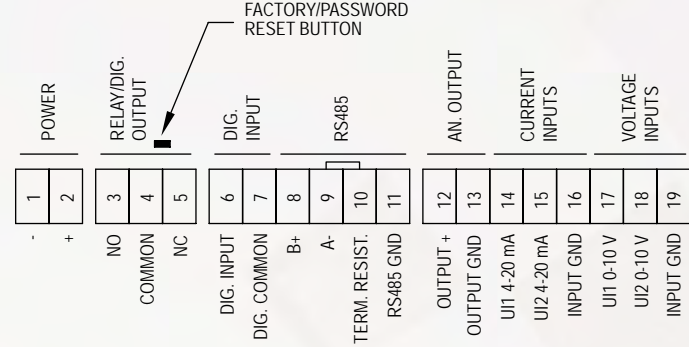 FACTORY/PASSWORD
RESET BUTTON
POWER
RELAY/DIG.
OUTPUT
DIG.
INPUT
RS485
AN. OUTPUT
CURRENT
INPUTS
VOLTAGE
INPUTS
1
2
3
4
5
6
7
8
9
10
11
12
13
14
15
16
17
18
19
-
+
NO
COMMON
NC
DIG. INPUT
DIG. COMMON
B+
A-
TERM. RESIST.
RS485 GND
OUTPUT +
OUTPUT GND
UI1 4-20 mA
UI2 4-20 mA
INPUT GND
UI1 0-10 V
UI2 0-10 V
INPUT GND